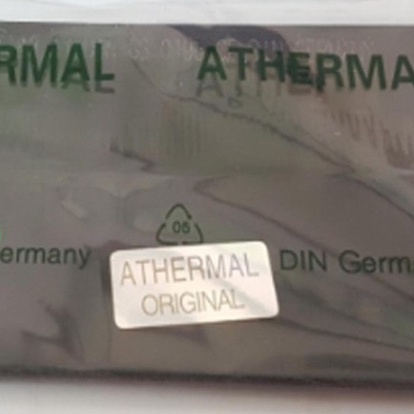 RMAL ATHERMA
05
ermany DIN Germ
ATHERMAL
ORIGINAL